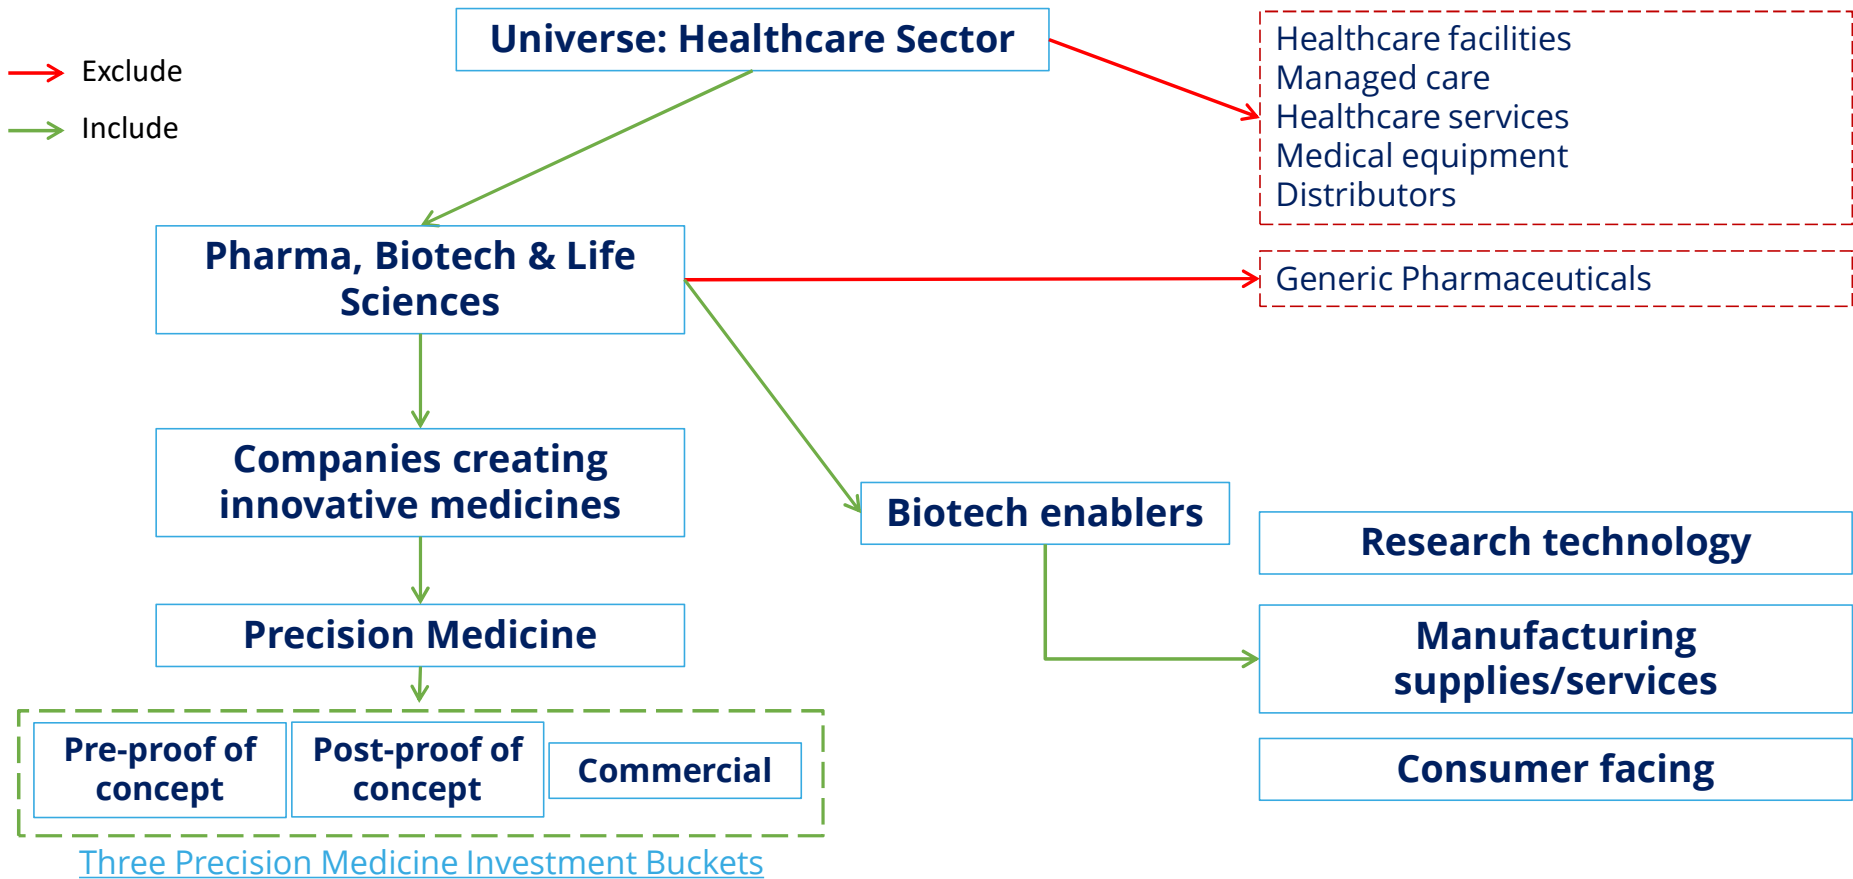 Universe: Healthcare Sector
Exclude
Include
Healthcare facilities
Managed care
Healthcare services
Medical equipment
Distributors
Pharma, Biotech & Life
Sciences
Generic Pharmaceuticals
Companies creating
innovative medicines
Biotech enablers
Research technology
Precision Medicine
Manufacturing
supplies/services
Pre-proof of
concept
Post-proof of
concept
Commercial
Consumer facing
Three Precision Medicine Investment Buckets